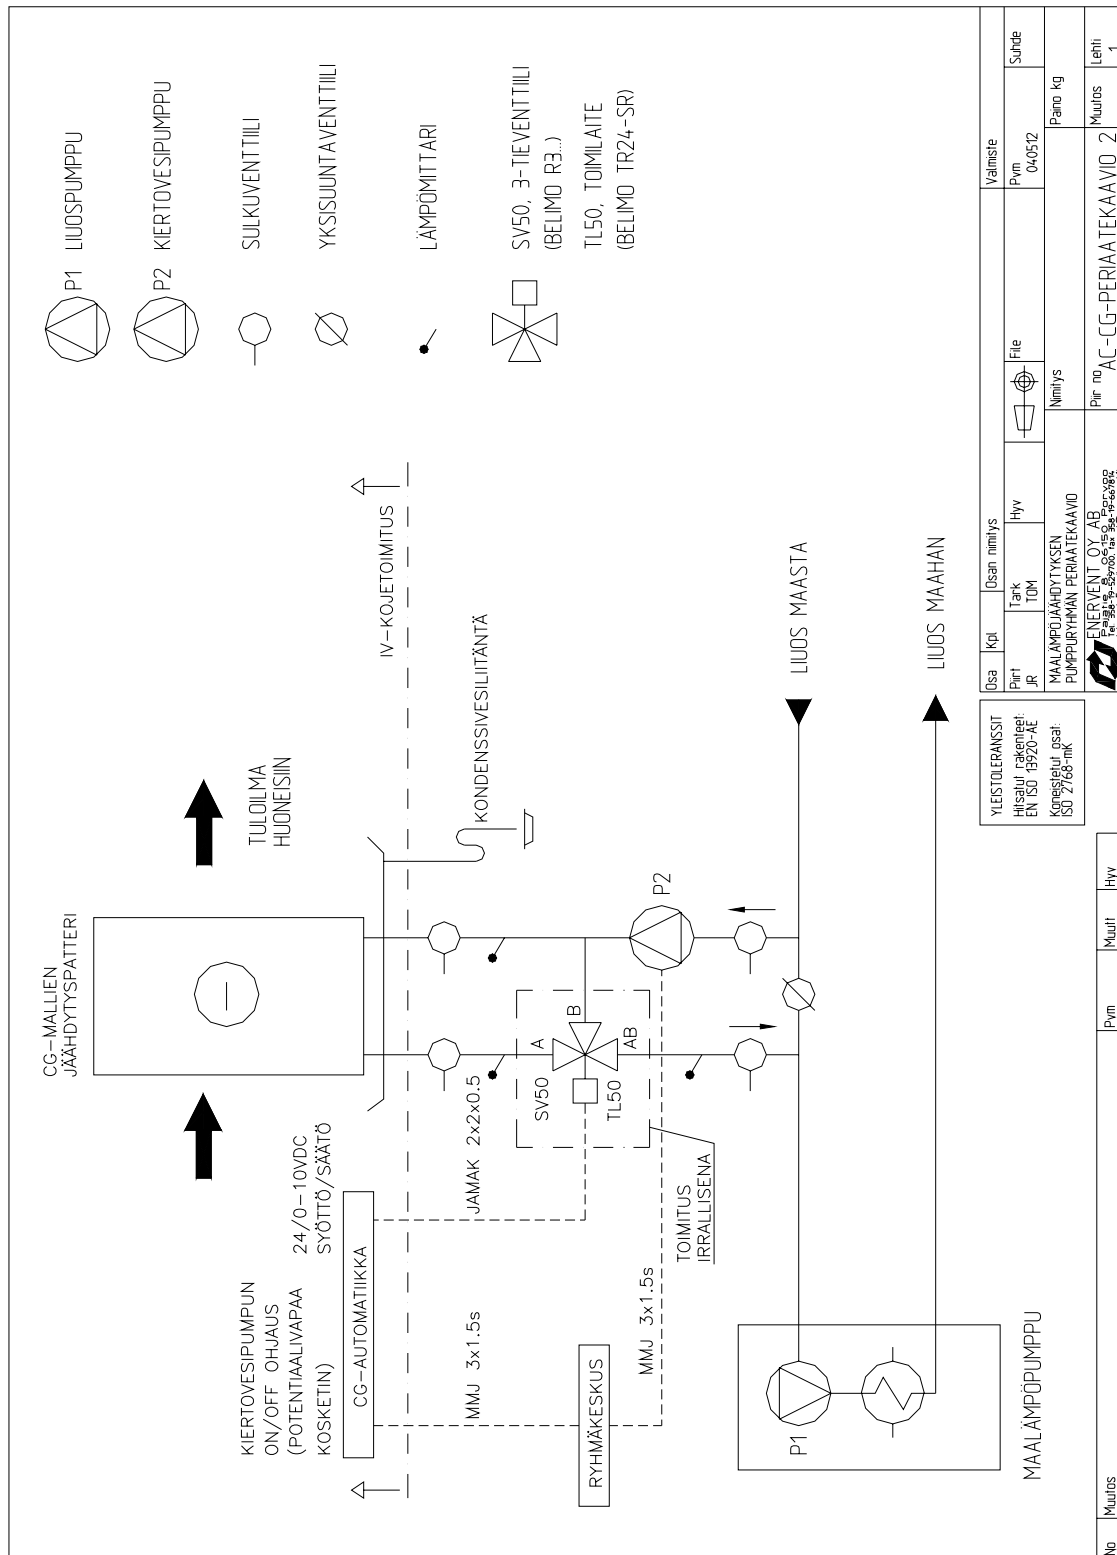 CG-MALLIEN
JÄÄHDYTYSPATTERI
TULOILMA
HUONEISIIN
KIERTOVESIPUMPUN
ON/OFF OHJAUS
(POTENTIAALIVAPAA
KOSKETIN)
24/0-10VDC
SYÖTTÖ/SÄÄTÖ
CG-AUTOMATIIKKA
IV-KOJETOIMITUS
KONDENSSIVESILIITÄNTÄ
MMJ 3x1.5s
JAMAK 2x2x0.5
SV50
A
B
AB
TL50
P2
TOIMITUS
IRRALLISENA
RYHMÄKESKUS
MMJ 3x1.5s
P1
MAALÄMPÖPUMPPU
LIUOS MAASTA
LIUOS MAAHAN
P1 LIUOSPUMPPU
P2 KIERTOVESIPUMPPU
SULKUVENTTIILI
YKSISUUNTAVENTTIILI
LÄMPÖMITTARI
SV50, 3-TIEVENTTIILI
(BELIMO R3...)
TL50, TOIMILAITE
(BELIMO TR24-SR)
YLEISTOLERANSSIT
Hitsatut rakenteet:
EN ISO 13920-AE
Koneistetut osat:
ISO 2768-mK
Osa Kpl Osan nimitys Valmiste
Piirt JR
Tark TOM
Hyv
File
Pvm 040512
Suhde
MAALÄMPÖJÄÄHDYTYKSEN
PUMPPURYHMÄN PERIAATEKAAVIO
Nimitys
Paino kg
ENERVENT OY AB
Piir no AC-CG-PERIAATEKAAVIO 2
Muutos
Lehti 1
No Muutos Pvm Muutt Hyv